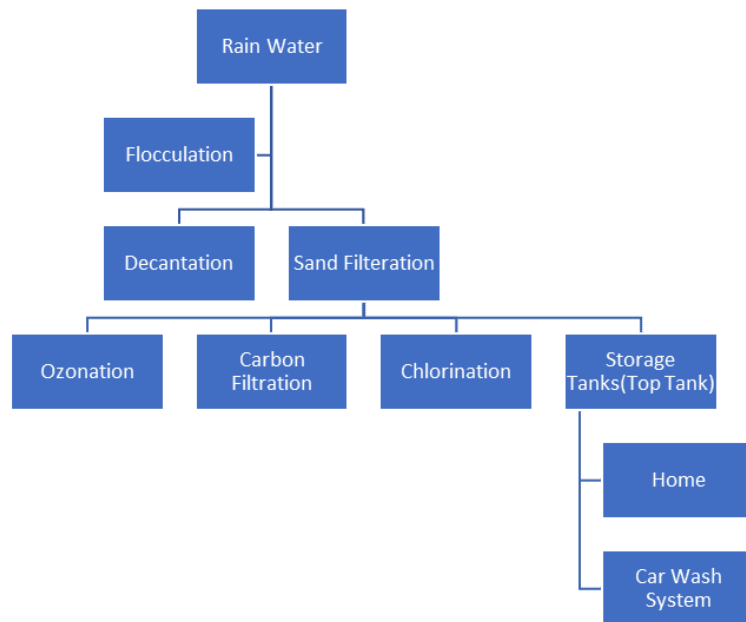 Rain Water
Flocculation
Decantation
Sand Filteration
Ozonation
Carbon
Filtration
Chlorination
Storage
Tanks(Top Tank)
Home
Car Wash
System